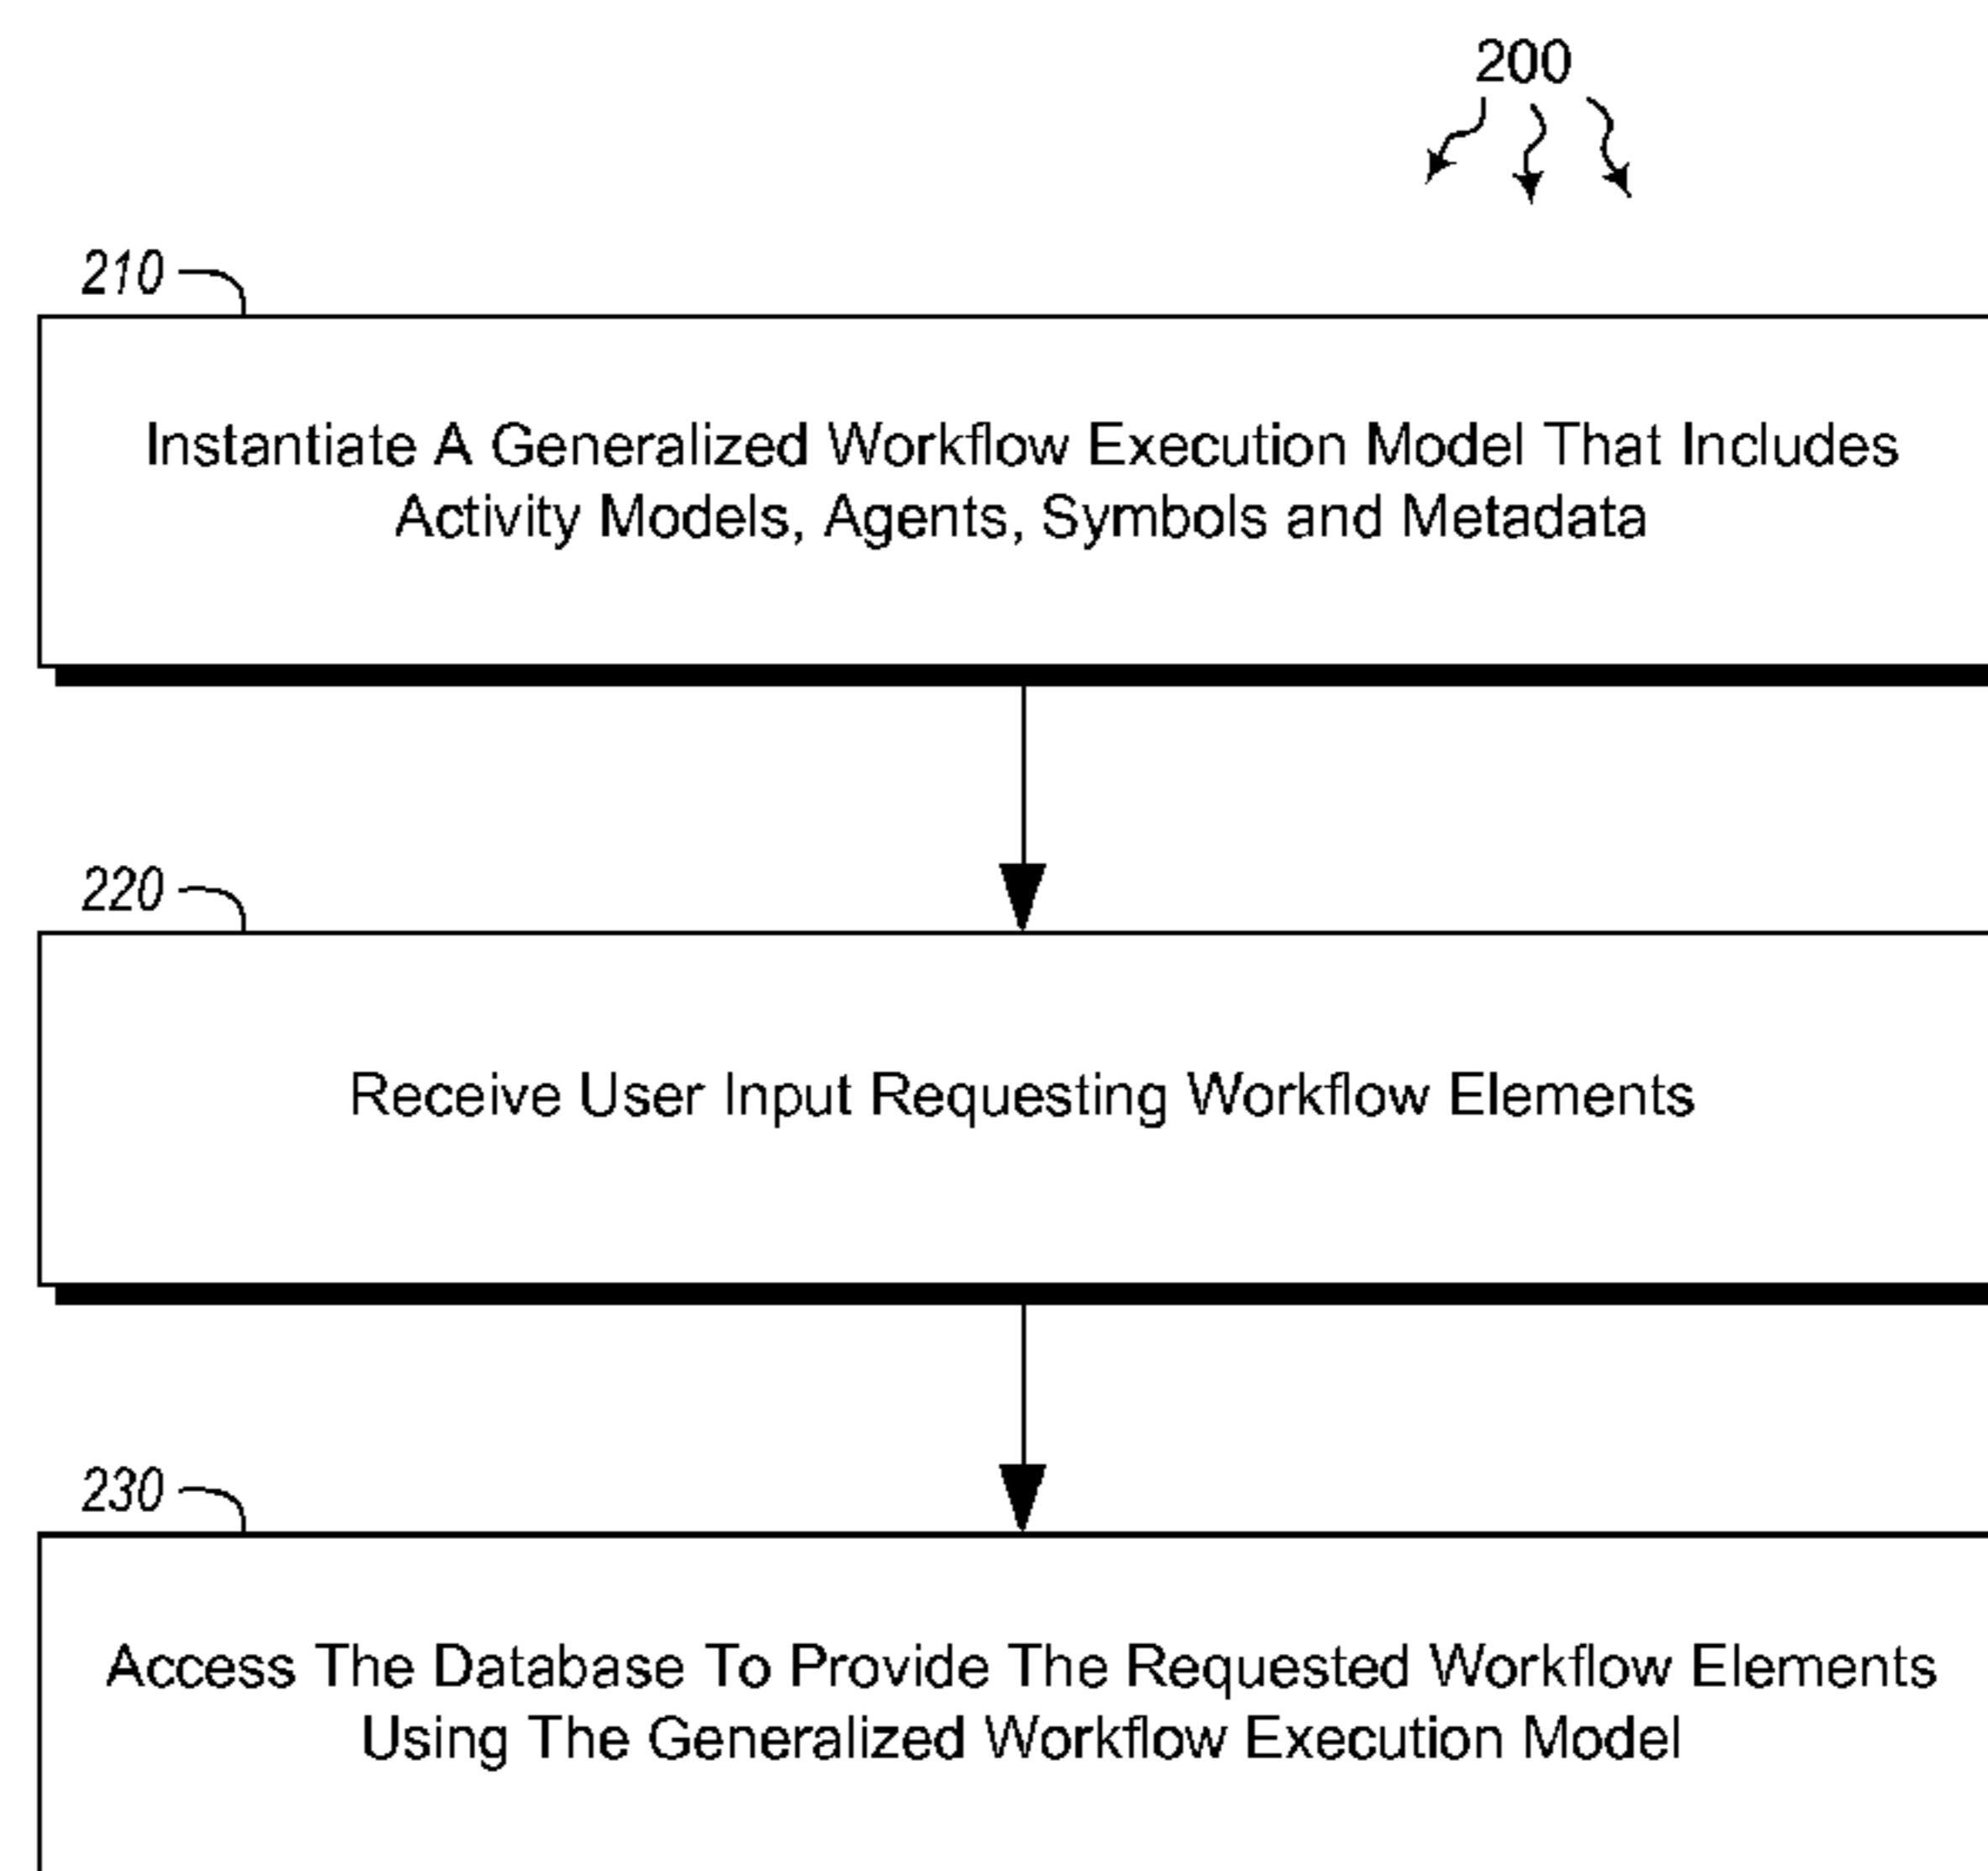 200
210
Instantiate A Generalized Workflow Execution Model That Includes
Activity Models, Agents, Symbols and Metadata
220
Receive User Input Requesting Workflow Elements
230
Access The Database To Provide The Requested Workflow Elements
Using The Generalized Workflow Execution Model